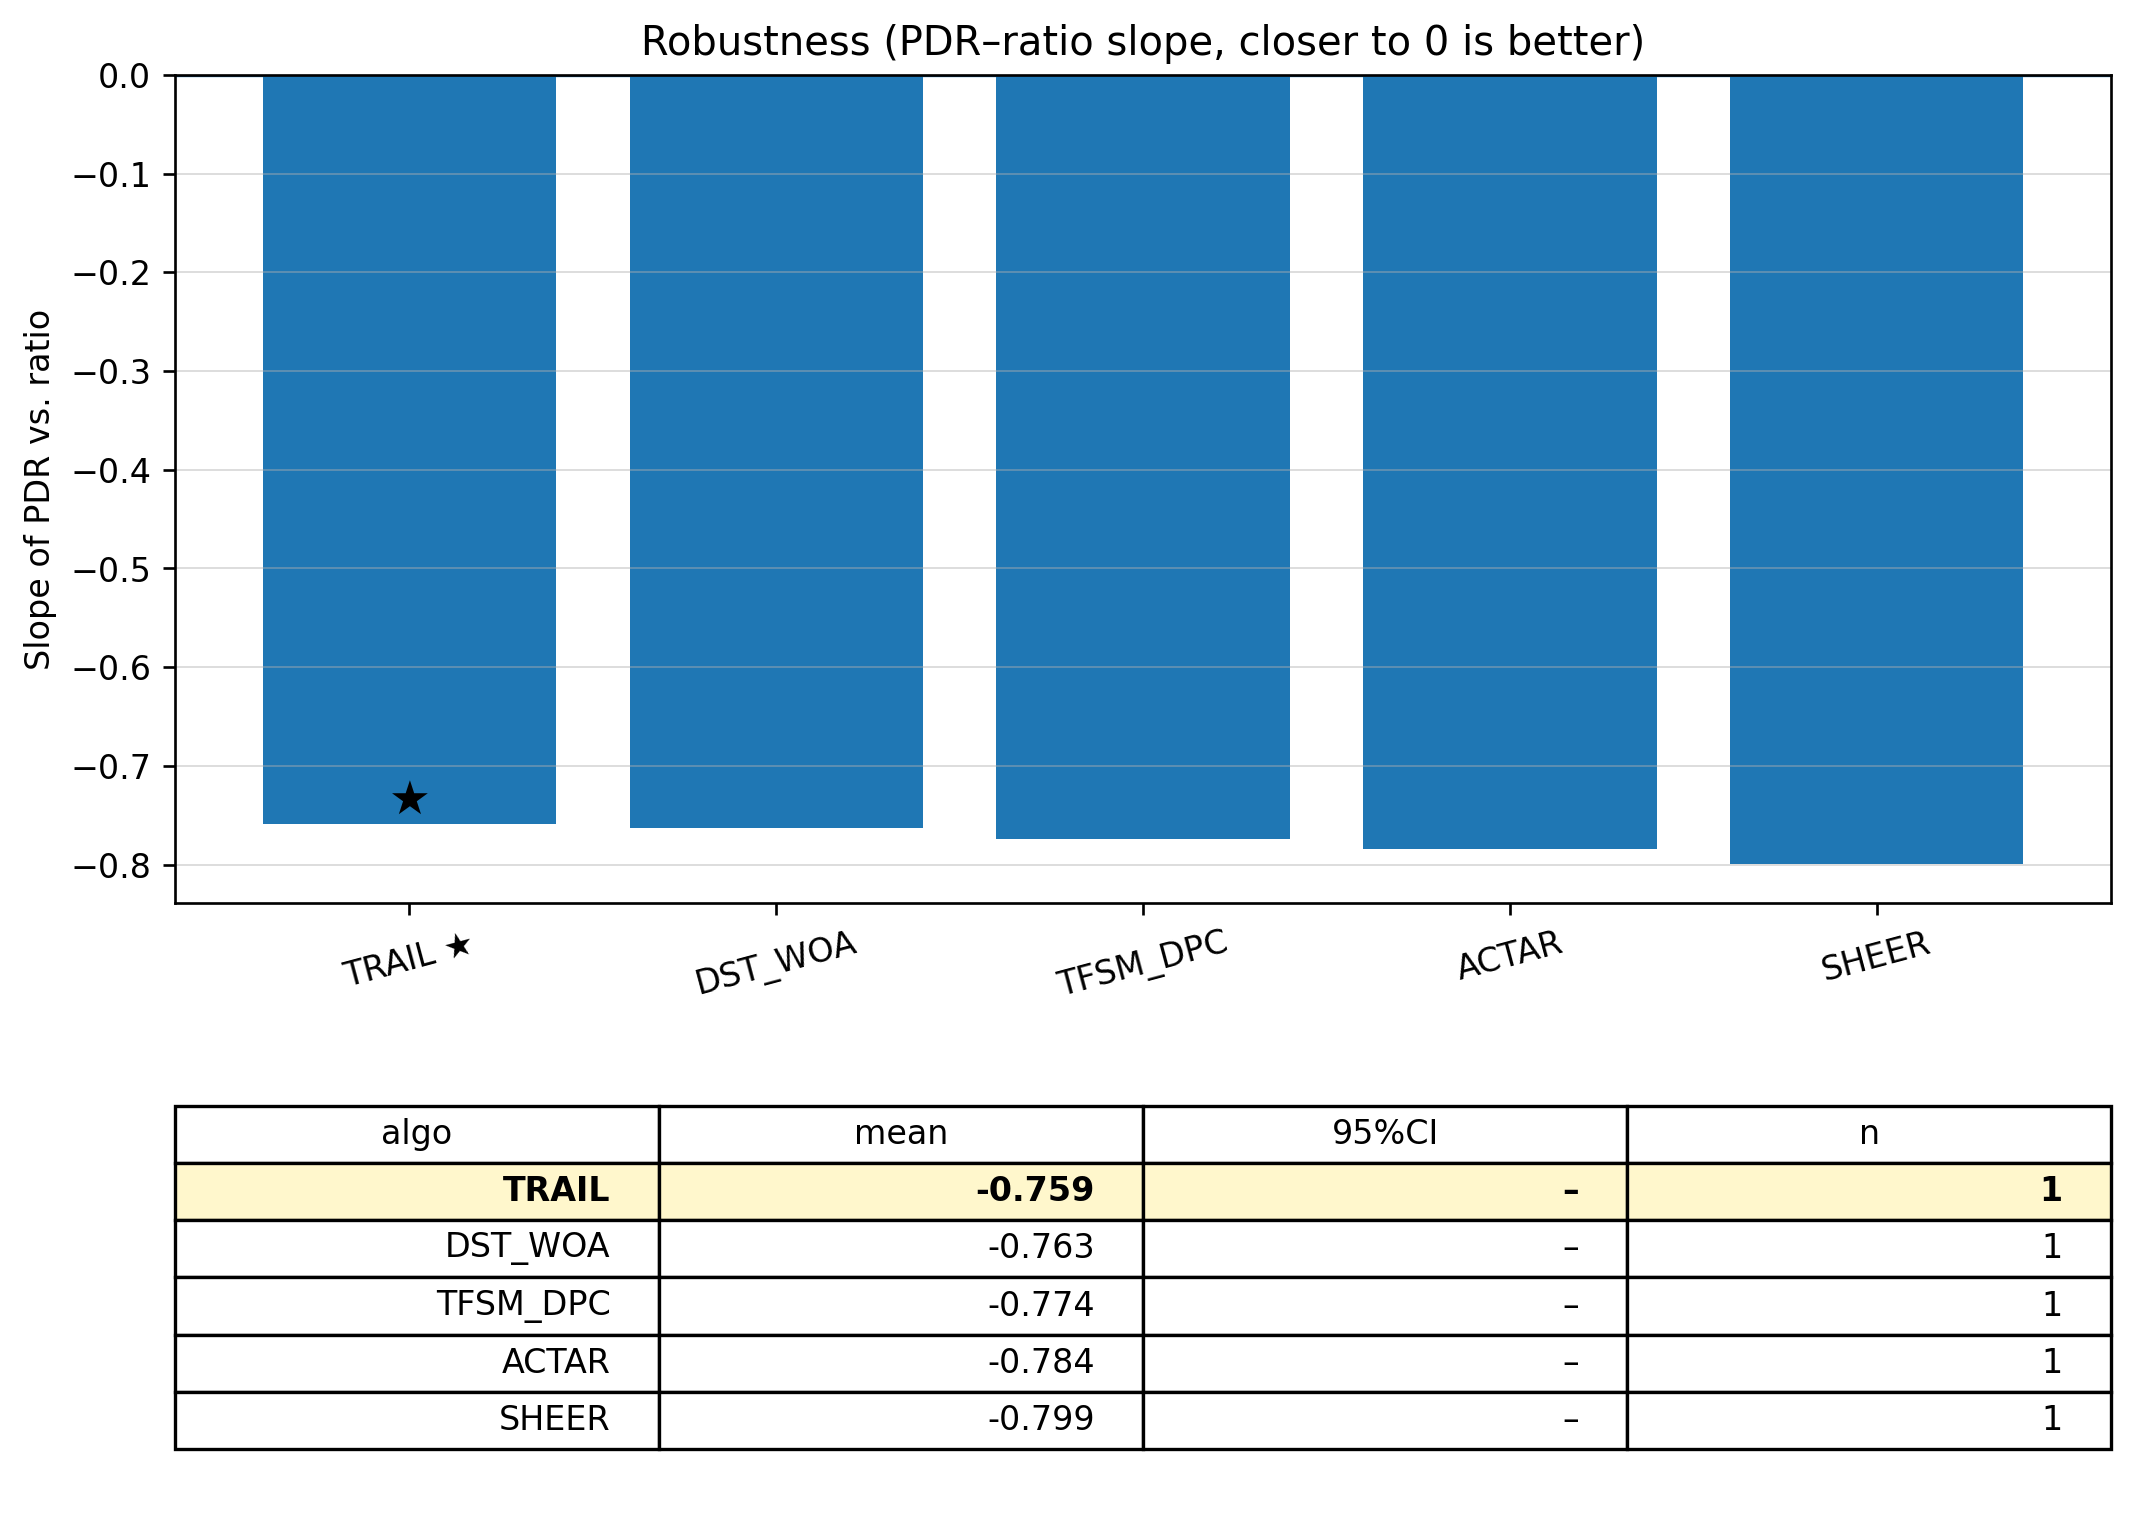 Robustness (PDR–ratio slope, closer to 0 is better)
0.0
−0.1
−0.2
−0.3
−0.4
−0.5
−0.6
−0.7
−0.8
Slope of PDR vs. ratio
★
TRAIL ★ DST_WOA TFSM_DPC ACTAR SHEER
algo mean 95%CI n
TRAIL -0.759 – 1
DST_WOA -0.763 – 1
TFSM_DPC -0.774 – 1
ACTAR -0.784 – 1
SHEER -0.799 – 1